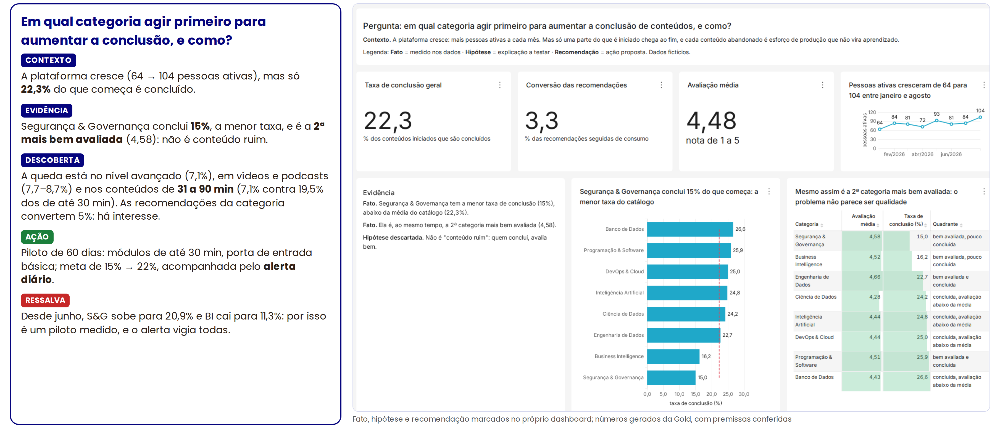 Em qual categoria agir primeiro para
aumentar a conclusão, e como?
CONTEXTO
A plataforma cresce (64 → 104 pessoas ativas), mas só
22,3% do que começa é concluído.
EVIDÊNCIA
Segurança & Governança conclui 15%, a menor taxa, e é a 2ª
mais bem avaliada (4,58): não é conteúdo ruim.
DESCOBERTA
A queda está no nível avançado (7,1%), em vídeos e podcasts
(7,7–8,7%) e nos conteúdos de 31 a 90 min (7,1% contra 19,5%
dos de até 30 min). As recomendações da categoria
convertem 5%: há interesse.
AÇÃO
Piloto de 60 dias: módulos de até 30 min, porta de entrada
básica; meta de 15% → 22%, acompanhada pelo alerta
diário.
RESSALVA
Desde junho, S&G sobe para 20,9% e BI cai para 11,3%: por isso
é um piloto medido, e o alerta vigia todas.
Pergunta: em qual categoria agir primeiro para aumentar a conclusão de conteúdos, e como?
Contexto. A plataforma cresce: mais pessoas ativas a cada mês. Mas só uma parte do que é iniciado chega ao fim, e cada conteúdo abandonado é esforço de produção que não vira aprendizado.
Legenda: Fato = medido nos dados · Hipótese = explicação a testar · Recomendação = ação proposta. Dados fictícios.
Taxa de conclusão geral
22,3
% dos conteúdos iniciados que são concluídos
Conversão das recomendações
3,3
% das recomendações seguidas de consumo
Avaliação média
4,48
nota de 1 a 5
Pessoas ativas cresceram de 64 para
104 entre janeiro e agosto
pessoas ativas
120
90
60
30
0
64
84
81
72
93
81
84
104
fev/2026
abr/2026
jun/2026
Evidência
Fato. Segurança & Governança tem a menor taxa de conclusão (15%),
abaixo da média do catálogo (22,3%).
Fato. Ela é, ao mesmo tempo, a 2ª categoria mais bem avaliada (4,58).
Hipótese descartada. Não é "conteúdo ruim": quem conclui, avalia
bem.
Segurança & Governança conclui 15% do que começa: a
menor taxa do catálogo
Banco de Dados 26,6
Programação & Software 25,9
DevOps & Cloud 25,0
Inteligência Artificial 24,8
Ciência de Dados 24,2
Engenharia de Dados 22,7
Business Intelligence 16,2
Segurança & Governança 15,0
0,0 5,0 10,0 15,0 20,0 25,0 30,0
taxa de conclusão (%)
Mesmo assim é a 2ª categoria mais bem avaliada: o
problema não parece ser qualidade
Avaliação Taxa de
Categoria média conclusão (%) Quadrante
Segurança & 4,58 15,0 bem avaliada, pouco
Governança concluída
Business 4,52 16,2 bem avaliada, pouco
Intelligence concluída
Engenharia de 4,66 22,7 bem avaliada e
Dados concluída
Ciência de Dados 4,28 24,2 concluída, avaliação
abaixo da média
Inteligência 4,44 24,8 concluída, avaliação
Artificial abaixo da média
DevOps & Cloud 4,44 25,0 concluída, avaliação
abaixo da média
Programação & 4,51 25,9 bem avaliada e
Software concluída
Banco de Dados 4,43 26,6 concluída, avaliação
abaixo da média
Fato, hipótese e recomendação marcados no próprio dashboard; números gerados da Gold, com premissas conferidas